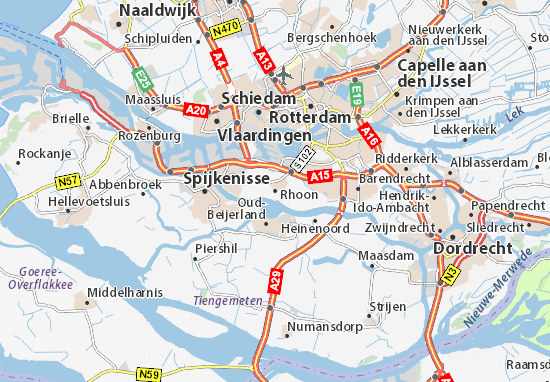 Naaldwijk
N470
Bergschenhoek
Nieuwerkerk
aan den IJssel
Schipluiden
A4
A13
E19
Capelle aan
den IJssel
E25
Maassluis
A20
Schiedam
Rotterdam
Krimpen aan
den IJssel
Lek
Brielle
Rozenburg
Vlaardingen
S102
A16
Lekkerkerk
Rockanje
Ridderkerk
Alblasserdam
N57
Abbenbroek
Spijkenisse
A15
Barendrecht
Rhoon
Hendrik-
Ido-Ambacht
Papendrecht
Hellevoetsluis
Oud-
Beijerland
Heinenoord
Zwijndrecht
Sliedrecht
Piershil
Dordrecht
Goeree-
Overflakkee
A29
Maasdam
N3
Middelharnis
Tiengemeten
Strijen
Nieuwe-Merwede
Numansdorp
N59
Raamsd